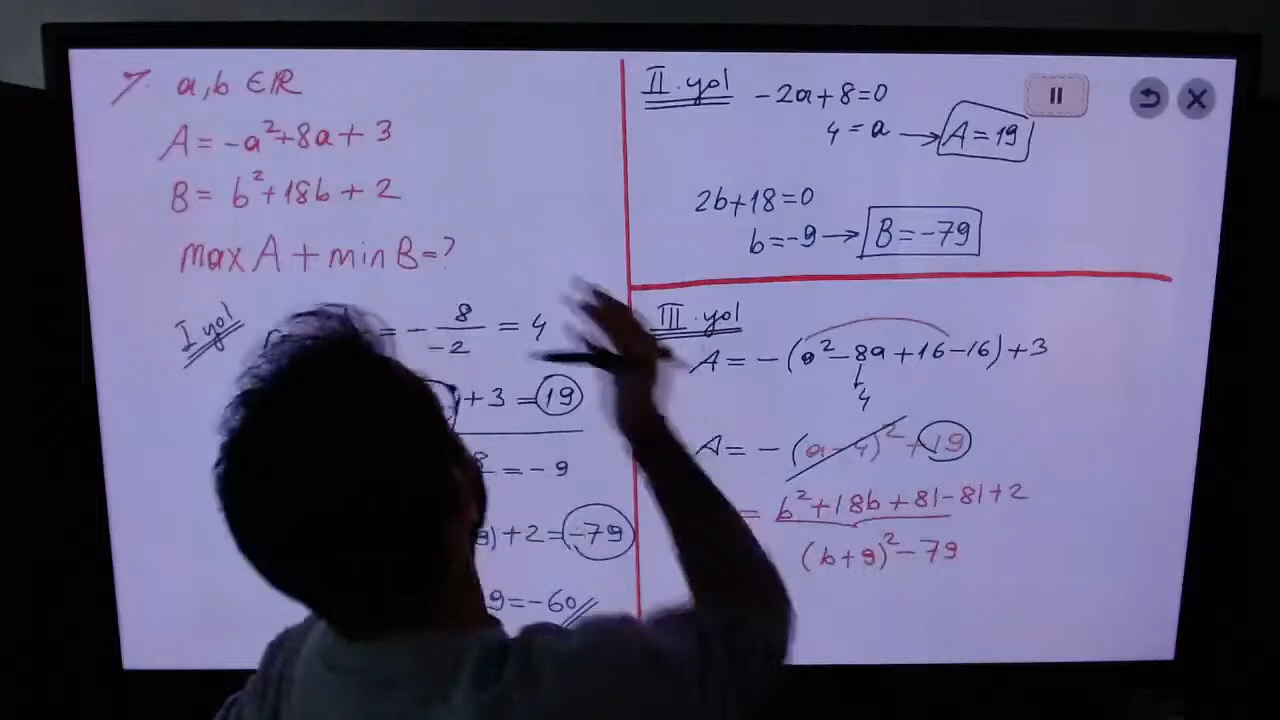 7. a, b ∈ ℝ
A = -a²+8a+3
B = b²+18b+2
max A + min B = ?
I yol
= - 8/-2 = 4
+3 = 19
= -9
)+2 = -79
9 = -60
II. yol
-2a+8=0
4 = a → A = 19
2b+18=0
b=-9 → B = -79
III. yol
A = -(a²-8a+16-16)+3
4
A = -(a-4)²+19
= b²+18b+81-81+2
(b+9)²-79